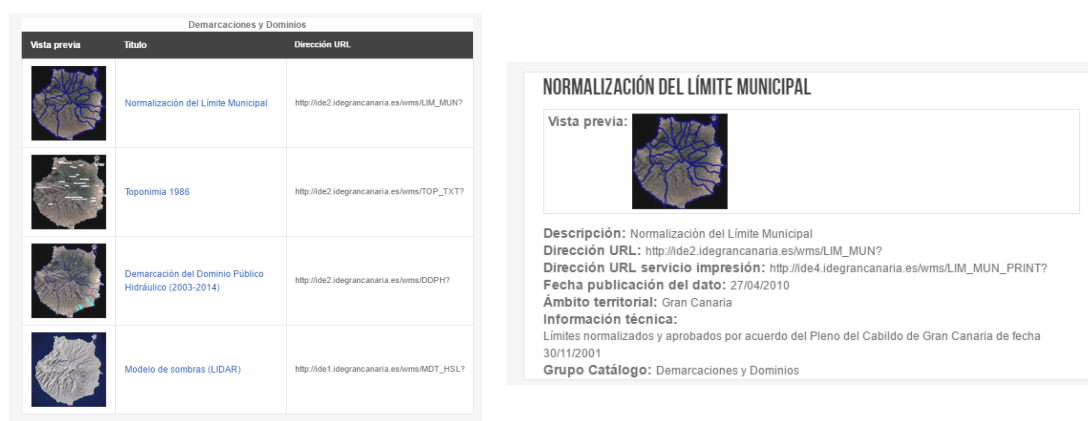 Demarcaciones y Dominios
Vista previa Título Dirección URL
Normalización del Límite Municipal http://ide2.idegrancanaria.es/wms/LIM_MUN?
Toponimia 1986 http://ide2.idegrancanaria.es/wms/TOP_TXT?
Demarcación del Dominio Público
Hidráulico (2003-2014) http://ide2.idegrancanaria.es/wms/DDPH?
Modelo de sombras (LIDAR) http://ide1.idegrancanaria.es/wms/MDT_HSL?
NORMALIZACIÓN DEL LÍMITE MUNICIPAL
Vista previa:
Descripción: Normalización del Límite Municipal
Dirección URL: http://ide2.idegrancanaria.es/wms/LIM_MUN?
Dirección URL servicio impresión: http://ide4.idegrancanaria.es/wms/LIM_MUN_PRINT?
Fecha publicación del dato: 27/04/2010
Ámbito territorial: Gran Canaria
Información técnica:
Límites normalizados y aprobados por acuerdo del Pleno del Cabildo de Gran Canaria de fecha
30/11/2001
Grupo Catálogo: Demarcaciones y Dominios